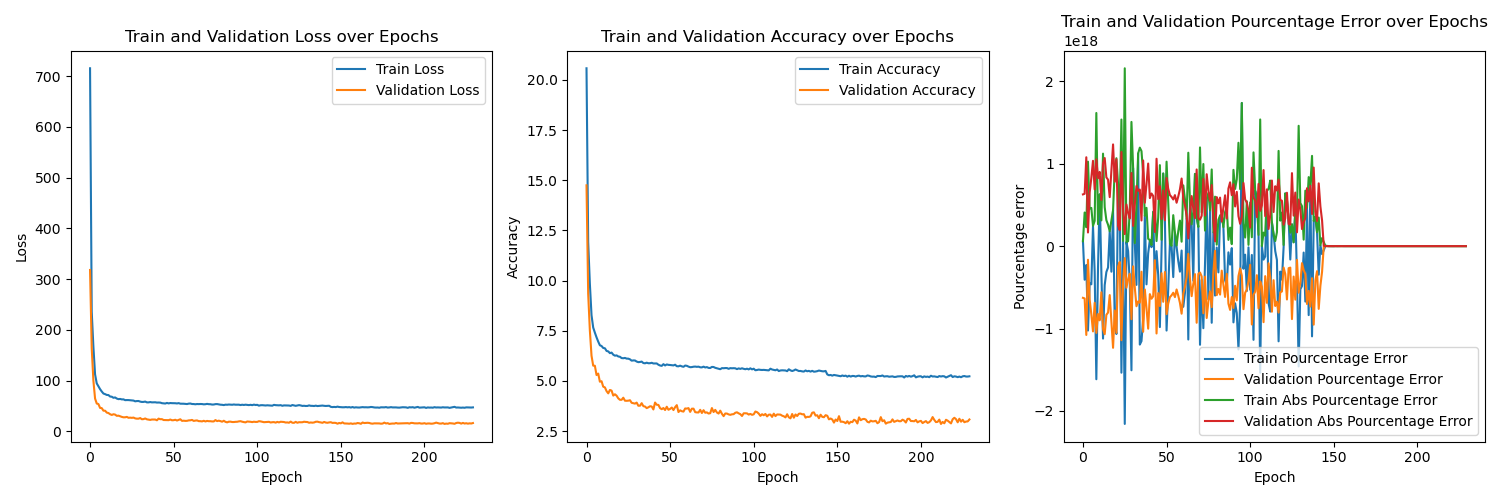 Train and Validation Loss over Epochs
700
600
500
400
300
200
100
0
Loss
0 50 100 150 200
Epoch
Train Loss
Validation Loss
Train and Validation Accuracy over Epochs
20.0
17.5
15.0
12.5
10.0
7.5
5.0
2.5
Accuracy
0 50 100 150 200
Epoch
Train Accuracy
Validation Accuracy
Train and Validation Pourcentage Error over Epochs
1e18
2
1
0
−1
−2
Pourcentage error
0 50 100 150 200
Epoch
Train Pourcentage Error
Validation Pourcentage Error
Train Abs Pourcentage Error
Validation Abs Pourcentage Error